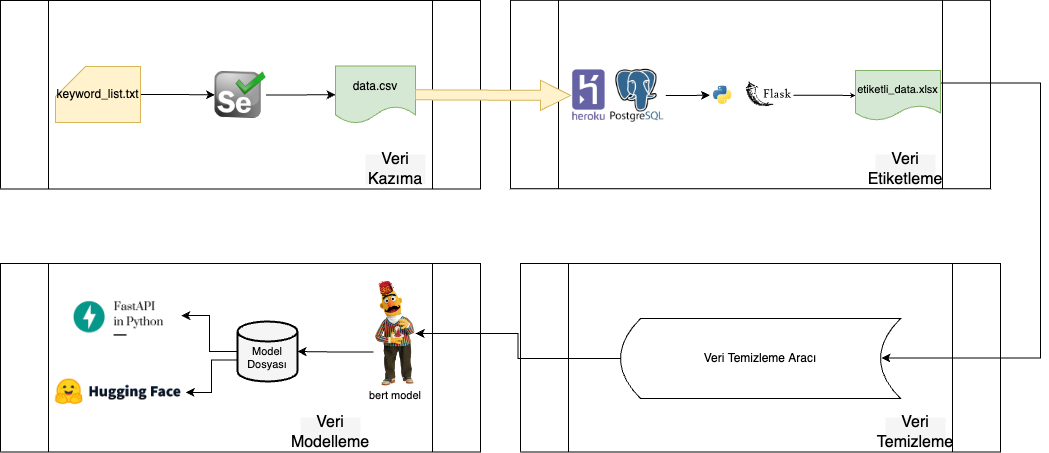 keyword_list.txt
Se
data.csv
Veri
Kazıma
heroku
PostgreSQL
Flask
etiketli_data.xlsx
Veri
Etiketleme
FastAPI
in Python
Hugging Face
Model
Dosyası
bert model
Veri
Modelleme
Veri Temizleme Aracı
Veri
Temizleme